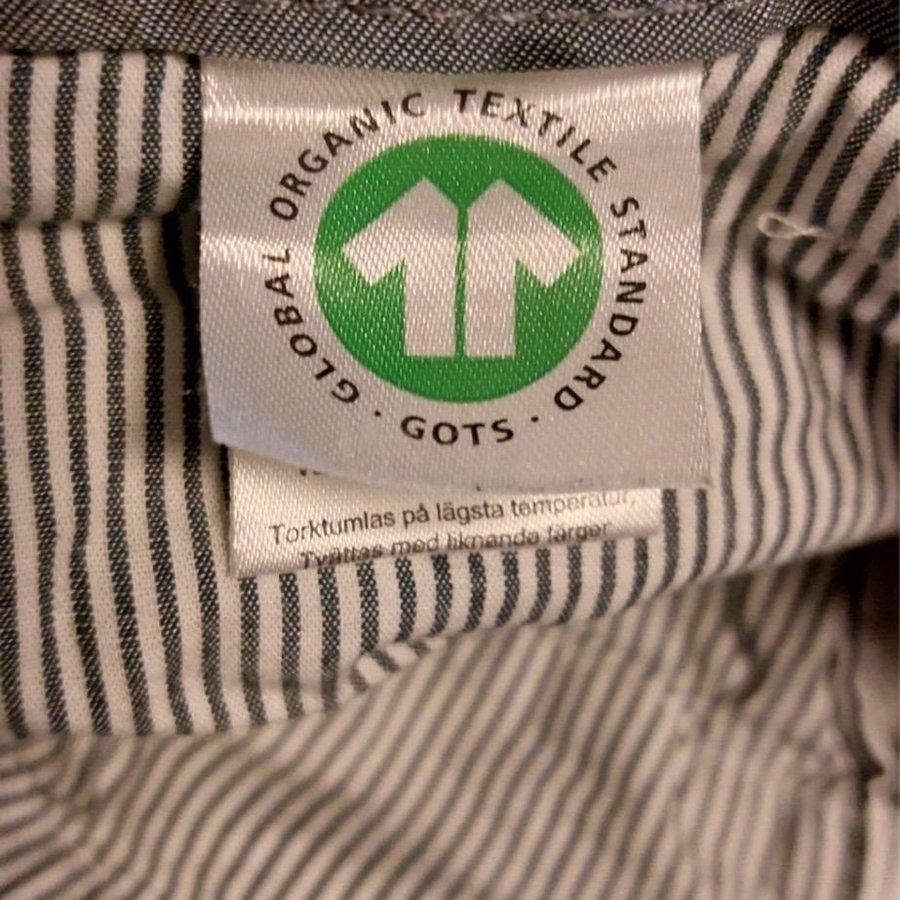 GLOBAL ORGANIC TEXTILE STANDARD · GOTS ·
Torktumlas på lägsta temperatur.
Tvättas med liknande färger